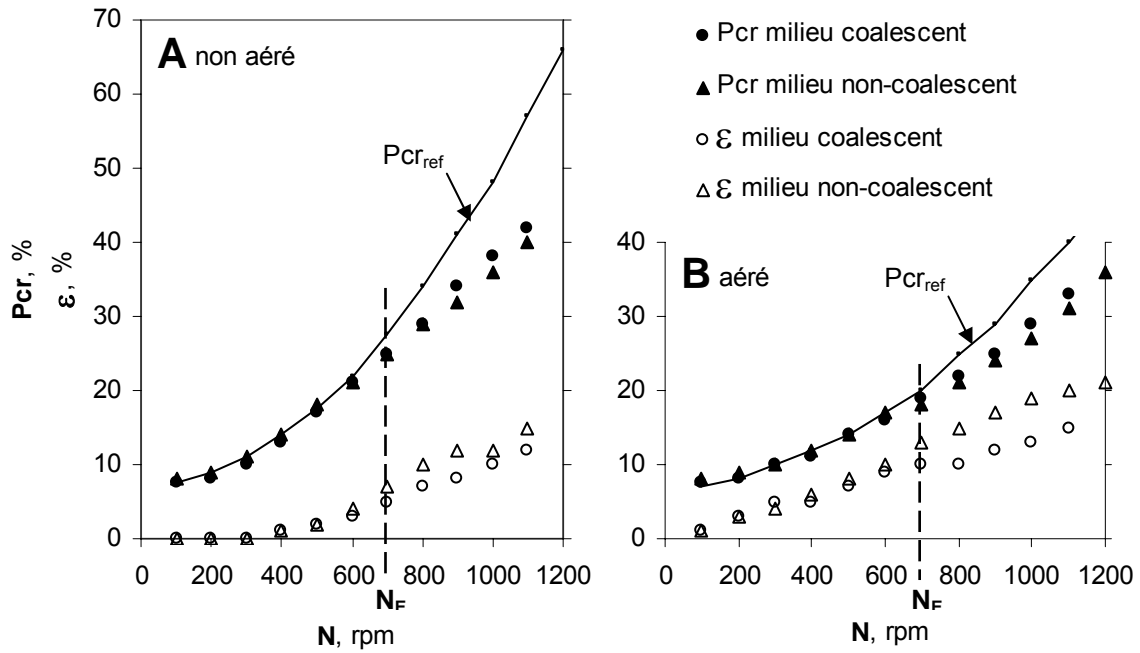 70
60
50
40
30
20
10
0
Pcr, %
ε, %
A non aéré
Pcr_ref
0 200 400 600 800 1000 1200
N_F
N, rpm
● Pcr milieu coalescent
▲ Pcr milieu non-coalescent
○ ε milieu coalescent
△ ε milieu non-coalescent
40
30
20
10
0
B aéré
Pcr_ref
0 200 400 600 800 1000 1200
N_F
N, rpm